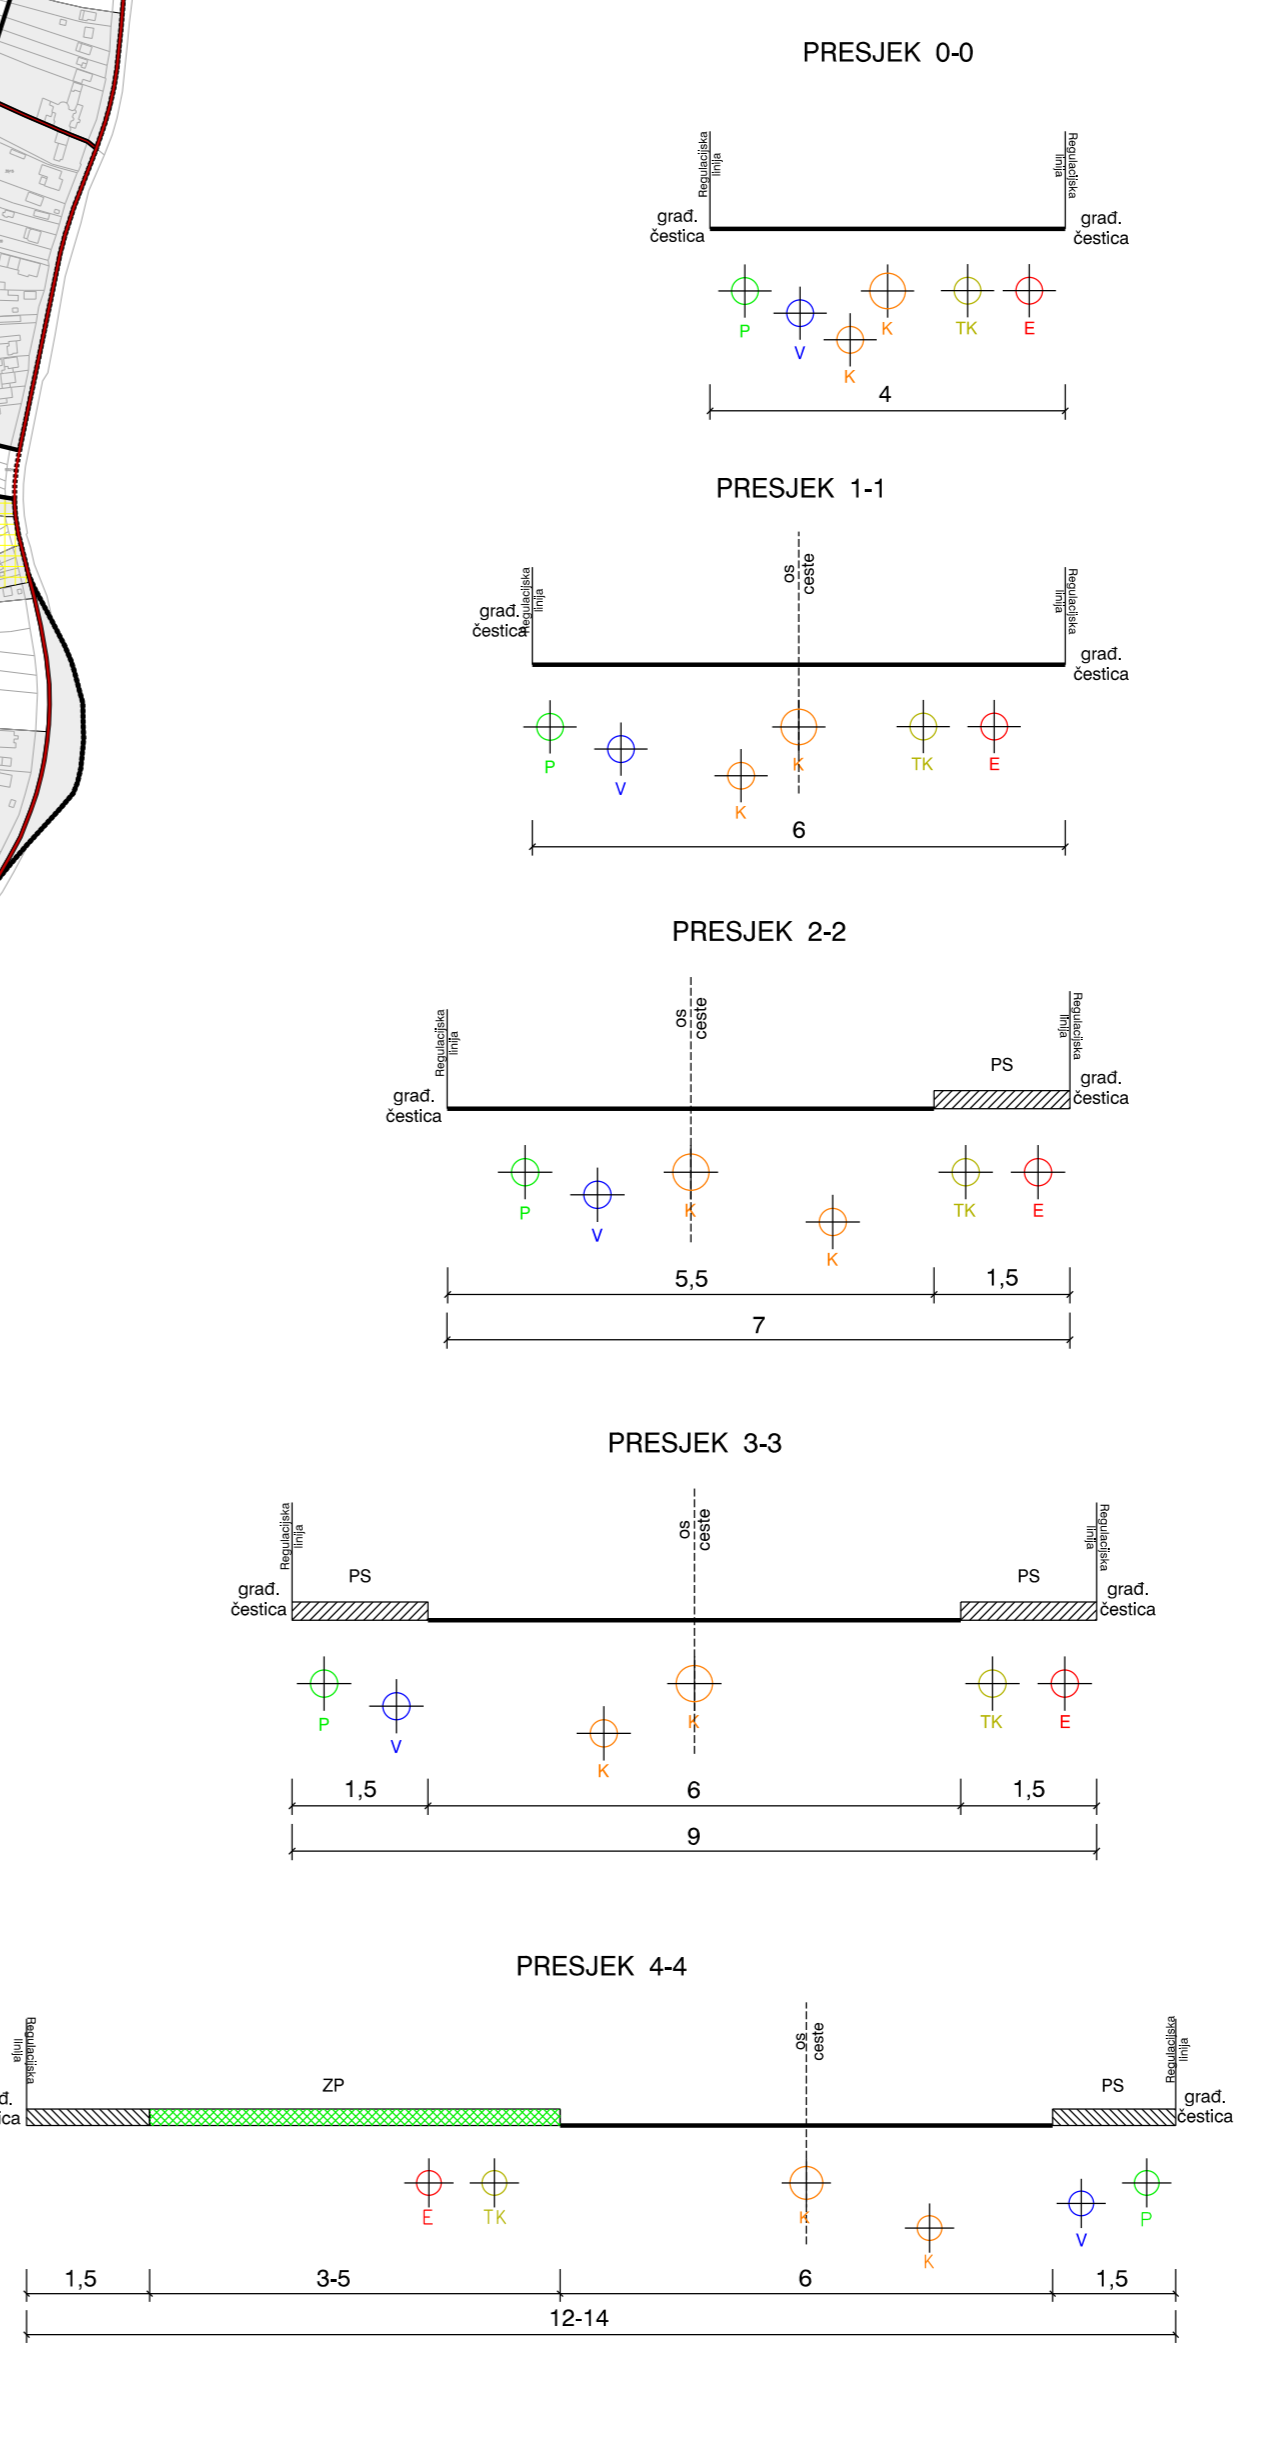 PRESJEK 0-0
Regulacijska
linija
Regulacijska
linija
građ.
čestica
građ.
čestica
P
V
K
K
TK
E
4
PRESJEK 1-1
os
ceste
Regulacijska
linija
Regulacijska
linija
građ.
čestica
građ.
čestica
P
V
K
K
TK
E
6
PRESJEK 2-2
os
ceste
Regulacijska
linija
Regulacijska
linija
PS
građ.
čestica
građ.
čestica
P
V
K
K
TK
E
5,5
1,5
7
PRESJEK 3-3
os
ceste
Regulacijska
linija
Regulacijska
linija
PS
PS
građ.
čestica
građ.
čestica
P
V
K
K
TK
E
1,5
6
1,5
9
PRESJEK 4-4
os
ceste
Regulacijska
linija
Regulacijska
linija
ZP
PS
đ.
ica
građ.
čestica
E
TK
K
K
V
P
1,5
3-5
6
1,5
12-14